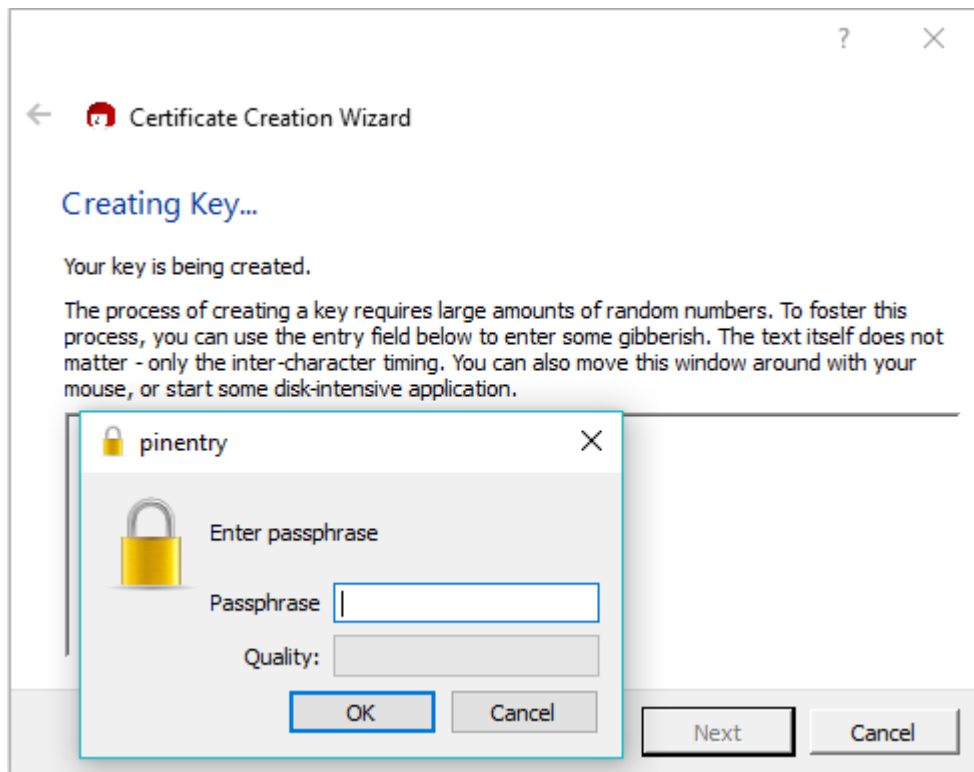 ?
Certificate Creation Wizard
Creating Key...
Your key is being created.
The process of creating a key requires large amounts of random numbers. To foster this
process, you can use the entry field below to enter some gibberish. The text itself does not
matter - only the inter-character timing. You can also move this window around with your
mouse, or start some disk-intensive application.
pinentry
Enter passphrase
Passphrase
Quality:
OK Cancel
Next Cancel